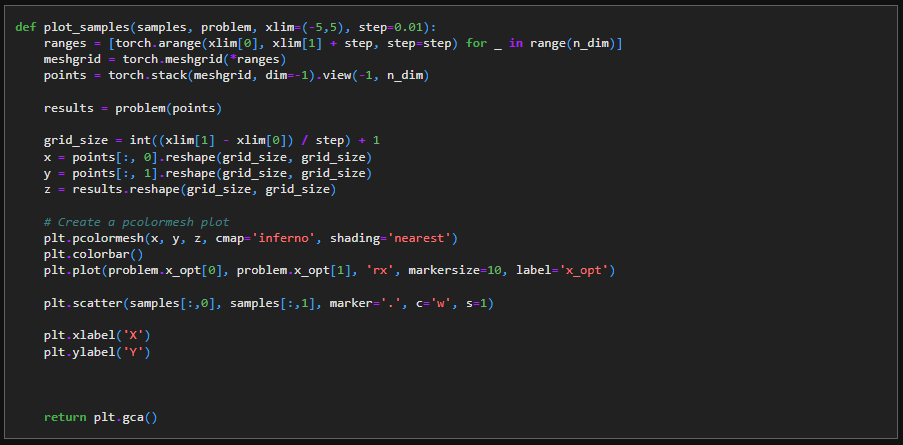 def plot_samples(samples, problem, xlim=(-5,5), step=0.01):
    ranges = [torch.arange(xlim[0], xlim[1] + step, step=step) for _ in range(n_dim)]
    meshgrid = torch.meshgrid(*ranges)
    points = torch.stack(meshgrid, dim=-1).view(-1, n_dim)

    results = problem(points)

    grid_size = int((xlim[1] - xlim[0]) / step) + 1
    x = points[:, 0].reshape(grid_size, grid_size)
    y = points[:, 1].reshape(grid_size, grid_size)
    z = results.reshape(grid_size, grid_size)

    # Create a pcolormesh plot
    plt.pcolormesh(x, y, z, cmap='inferno', shading='nearest')
    plt.colorbar()
    plt.plot(problem.x_opt[0], problem.x_opt[1], 'rx', markersize=10, label='x_opt')

    plt.scatter(samples[:,0], samples[:,1], marker='.', c='w', s=1)

    plt.xlabel('X')
    plt.ylabel('Y')

    return plt.gca()